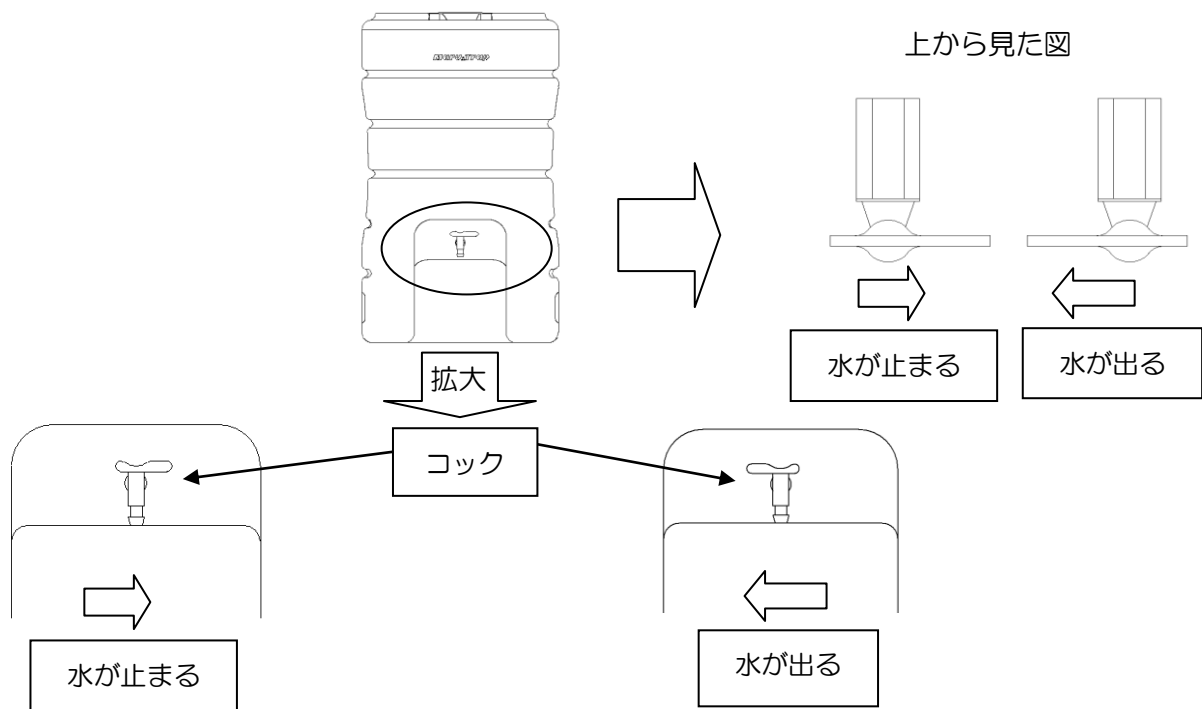 上から見た図
水が止まる
水が出る
拡大
コック
水が止まる
水が出る